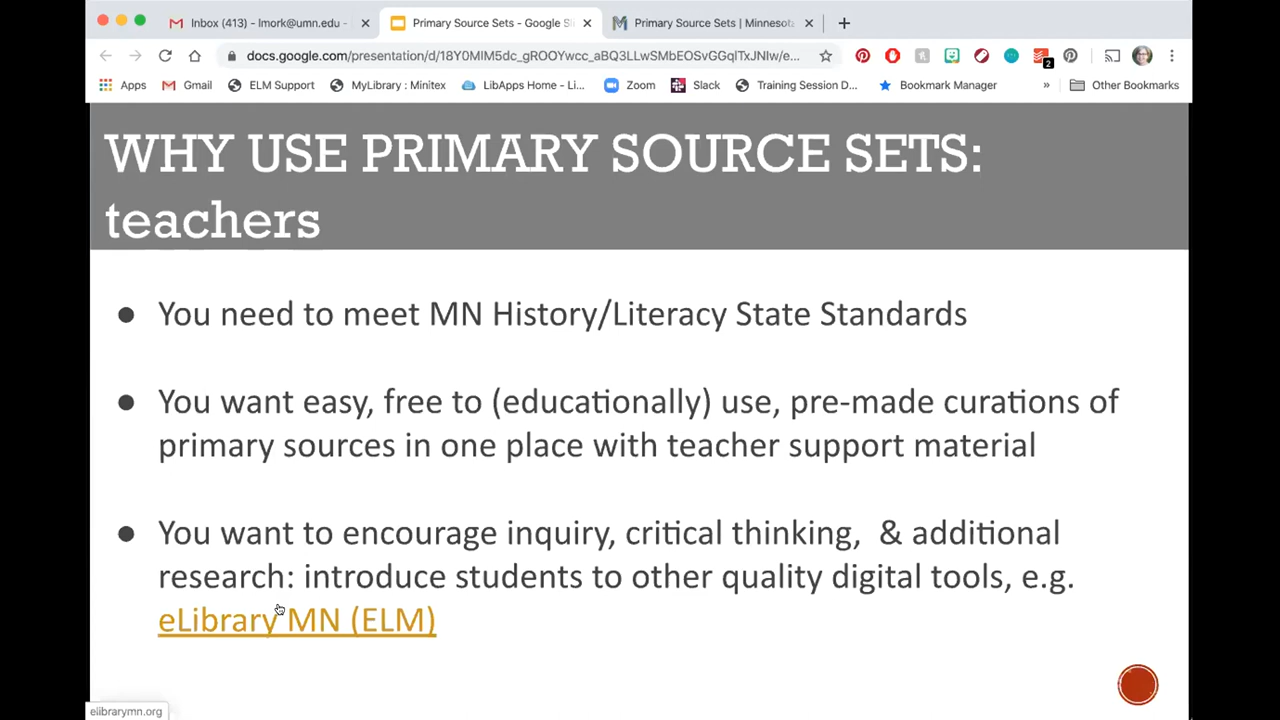 Inbox (413) - lmork@umn.edu -
Primary Source Sets - Google Sl
Primary Source Sets | Minnesota
docs.google.com/presentation/d/18Y0MIM5dc_gROOYwcc_aBQ3LLwSMbEOSvGGqlTxJNIw/e...
2
Apps
Gmail
ELM Support
MyLibrary : Minitex
LibApps Home - Li...
Zoom
Slack
Training Session D...
Bookmark Manager
»
Other Bookmarks
WHY USE PRIMARY SOURCE SETS:
teachers
● You need to meet MN History/Literacy State Standards
● You want easy, free to (educationally) use, pre-made curations of
primary sources in one place with teacher support material
● You want to encourage inquiry, critical thinking, & additional
research: introduce students to other quality digital tools, e.g.
eLibrary MN (ELM)
elibrarymn.org